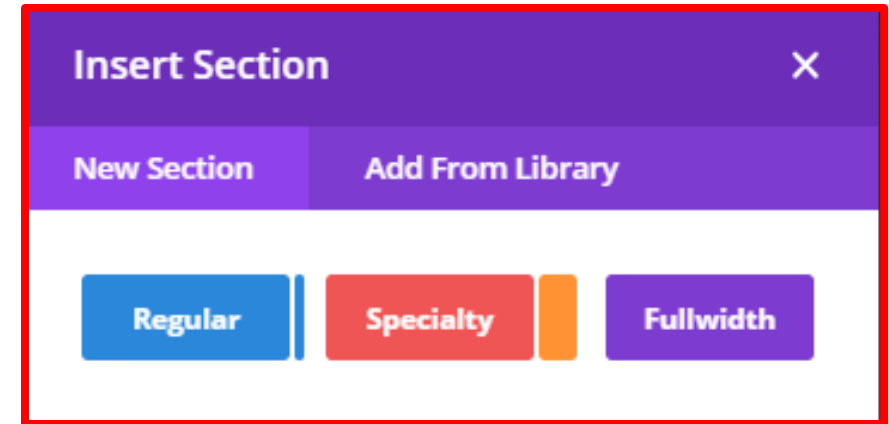 Insert Section
New Section Add From Library
Regular Specialty Fullwidth